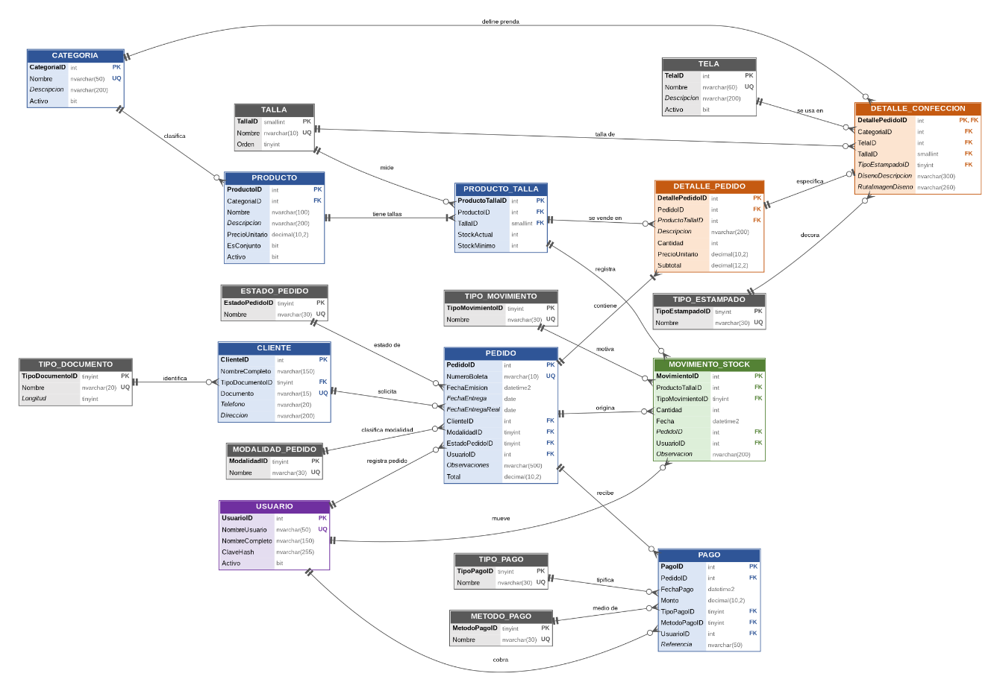 define prenda
CATEGORIA
CategoriaID int PK
Nombre nvarchar(50) UQ
Descripcion nvarchar(200)
Activo bit
TELA
TelaID int PK
Nombre nvarchar(60) UQ
Descripcion nvarchar(200)
Activo bit
se usa en
DETALLE_CONFECCION
DetallePedidoID int PK, FK
CategoriaID int FK
TelaID int FK
TallaID smallint FK
TipoEstampadoID tinyint FK
DisenoDescripcion nvarchar(300)
RutaImagenDiseno nvarchar(260)
clasifica
TALLA
TallaID smallint PK
Nombre nvarchar(10) UQ
Orden tinyint
talla de
mide
PRODUCTO
ProductoID int PK
CategoriaID int FK
Nombre nvarchar(100)
Descripcion nvarchar(200)
PrecioUnitario decimal(10,2)
EsConjunto bit
Activo bit
tiene tallas
PRODUCTO_TALLA
ProductoTallaID int PK
ProductoID int FK
TallaID smallint FK
StockActual int
StockMinimo int
se vende en
DETALLE_PEDIDO
DetallePedidoID int PK
PedidoID int FK
ProductoTallaID int FK
Descripcion nvarchar(200)
Cantidad int
PrecioUnitario decimal(10,2)
Subtotal decimal(12,2)
especifica
decora
registra
contiene
ESTADO_PEDIDO
EstadoPedidoID tinyint PK
Nombre nvarchar(30) UQ
estado de
TIPO_MOVIMIENTO
TipoMovimientoID tinyint PK
Nombre nvarchar(30) UQ
motiva
TIPO_ESTAMPADO
TipoEstampadoID tinyint PK
Nombre nvarchar(30) UQ
TIPO_DOCUMENTO
TipoDocumentoID tinyint PK
Nombre nvarchar(20) UQ
Longitud tinyint
identifica
CLIENTE
ClienteID int PK
NombreCompleto nvarchar(150)
TipoDocumentoID tinyint FK
Documento nvarchar(15) UQ
Telefono nvarchar(20)
Direccion nvarchar(200)
solicita
PEDIDO
PedidoID int PK
NumeroBoleta nvarchar(10) UQ
FechaEmision datetime2
FechaEntrega date
FechaEntregaReal date
ClienteID int FK
ModalidadID tinyint FK
EstadoPedidoID tinyint FK
UsuarioID int FK
Observaciones nvarchar(500)
Total decimal(10,2)
origina
MOVIMIENTO_STOCK
MovimientoID int PK
ProductoTallaID int FK
TipoMovimientoID tinyint FK
Cantidad int
Fecha datetime2
PedidoID int FK
UsuarioID int FK
Observacion nvarchar(200)
clasifica modalidad
MODALIDAD_PEDIDO
ModalidadID tinyint PK
Nombre nvarchar(30) UQ
registra pedido
USUARIO
UsuarioID int PK
NombreUsuario nvarchar(50) UQ
NombreCompleto nvarchar(150)
ClaveHash nvarchar(255)
Activo bit
recibe
mueve
TIPO_PAGO
TipoPagoID tinyint PK
Nombre nvarchar(30) UQ
tipifica
METODO_PAGO
MetodoPagoID tinyint PK
Nombre nvarchar(30) UQ
medio de
PAGO
PagoID int PK
PedidoID int FK
FechaPago datetime2
Monto decimal(10,2)
TipoPagoID tinyint FK
MetodoPagoID tinyint FK
UsuarioID int FK
Referencia nvarchar(50)
cobra